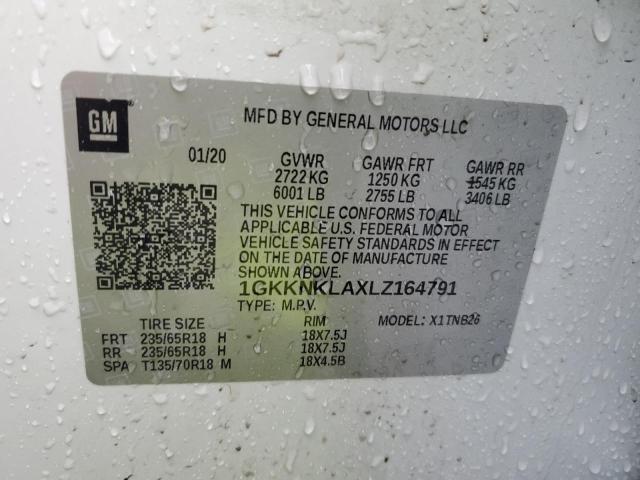 GM
MFD BY GENERAL MOTORS LLC
01/20 GVWR GAWR FRT GAWR RR
2722 KG 1250 KG 1545 KG
6001 LB 2755 LB 3406 LB
THIS VEHICLE CONFORMS TO ALL
APPLICABLE U.S. FEDERAL MOTOR
VEHICLE SAFETY STANDARDS IN EFFECT
ON THE DATE OF MANUFACTURE
SHOWN ABOVE.
1GKKNKLAXLZ164791
TYPE: M.P.V. MODEL: X1TNB26
TIRE SIZE RIM
FRT 235/65R18 H 18X7.5J
RR 235/65R18 H 18X7.5J
SPA T135/70R18 M 18X4.5B